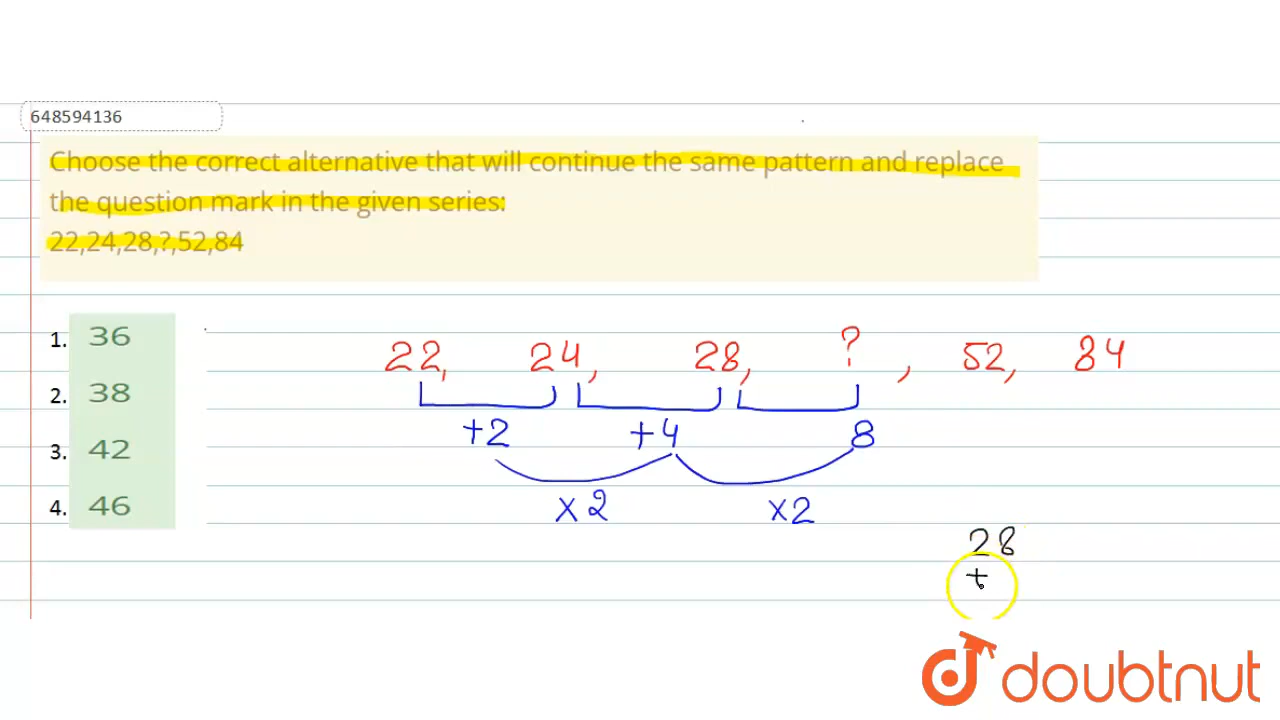 648594136
Choose the correct alternative that will continue the same pattern and replace
the question mark in the given series:
22,24,28,?,52,84
1. 36
2. 38
3. 42
4. 46
22, 24, 28, ?, 52, 84
+2 +4 8
×2 ×2
28
+
doubtnut